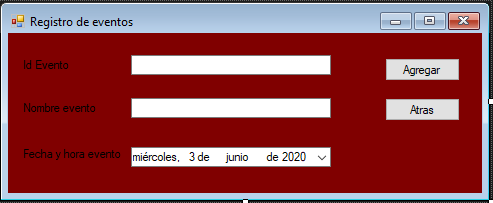 Registro de eventos
Id Evento
Agregar
Nombre evento
Atras
Fecha y hora evento
miércoles, 3 de junio de 2020